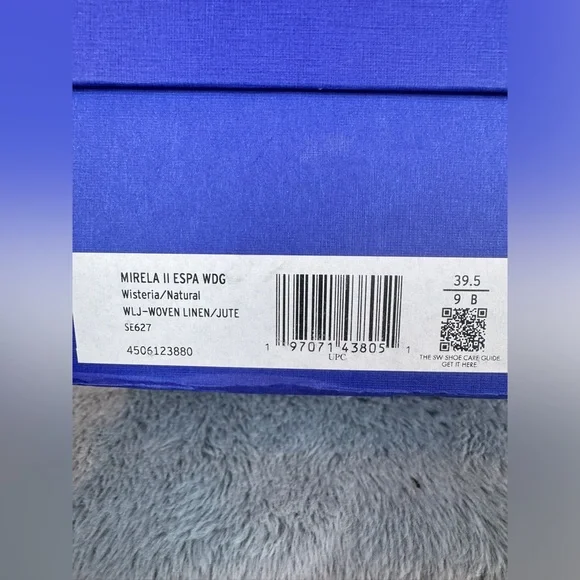 MIRELA II ESPA WDG
Wisteria/Natural
WLJ-WOVEN LINEN/JUTE
SE627
4506123880
1 97071 43805 1
UPC
39.5
9 B
THE SW SHOE CARE GUIDE
GET IT HERE